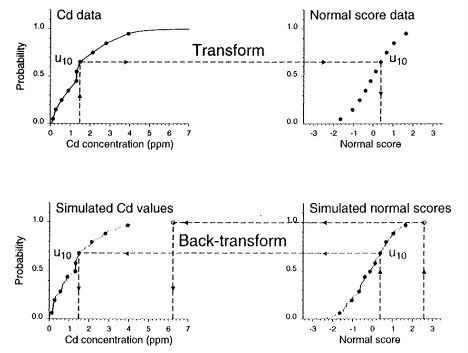 Cd data
Normal score data
Probability
1.0
0.5
0.0
u10
Transform
1.0
0.5
0.0
u10
0 1 2 3 4 5 6 7
Cd concentration (ppm)
-3 -2 -1 0 1 2 3
Normal score
Simulated Cd values
Simulated normal scores
Probability
1.0
0.5
0.0
u10
Back-transform
1.0
0.5
0.0
u10
0 1 2 3 4 5 6 7
Cd concentration (ppm)
-3 -2 -1 0 1 2 3
Normal score